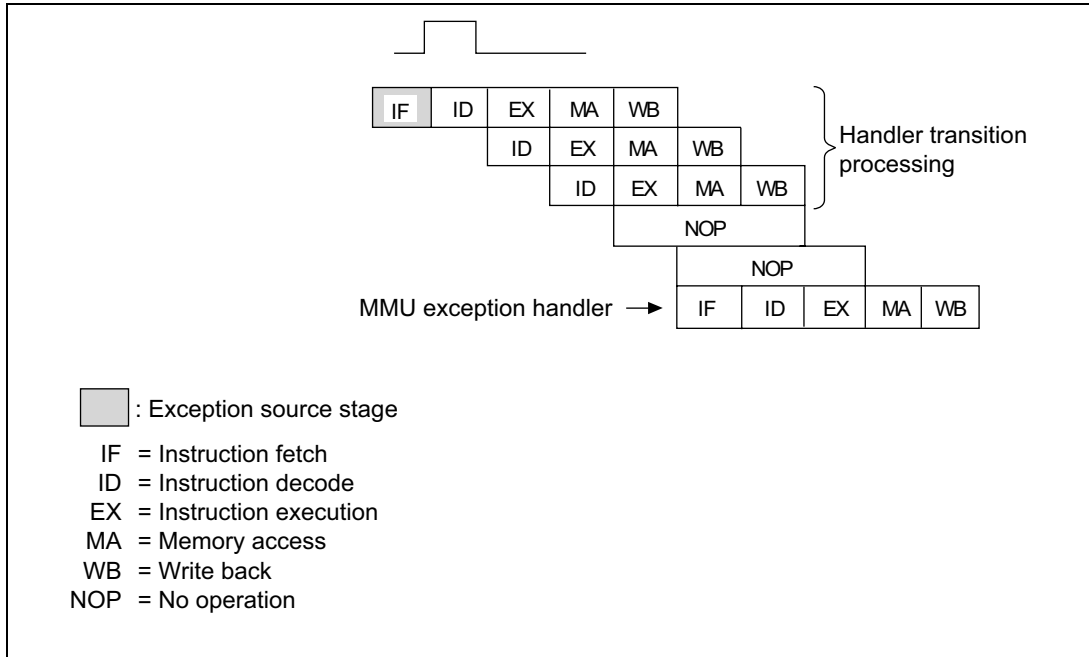 IF ID EX MA WB
ID EX MA WB
ID EX MA WB
Handler transition
processing
NOP
NOP
MMU exception handler → IF ID EX MA WB
: Exception source stage
IF = Instruction fetch
ID = Instruction decode
EX = Instruction execution
MA = Memory access
WB = Write back
NOP = No operation